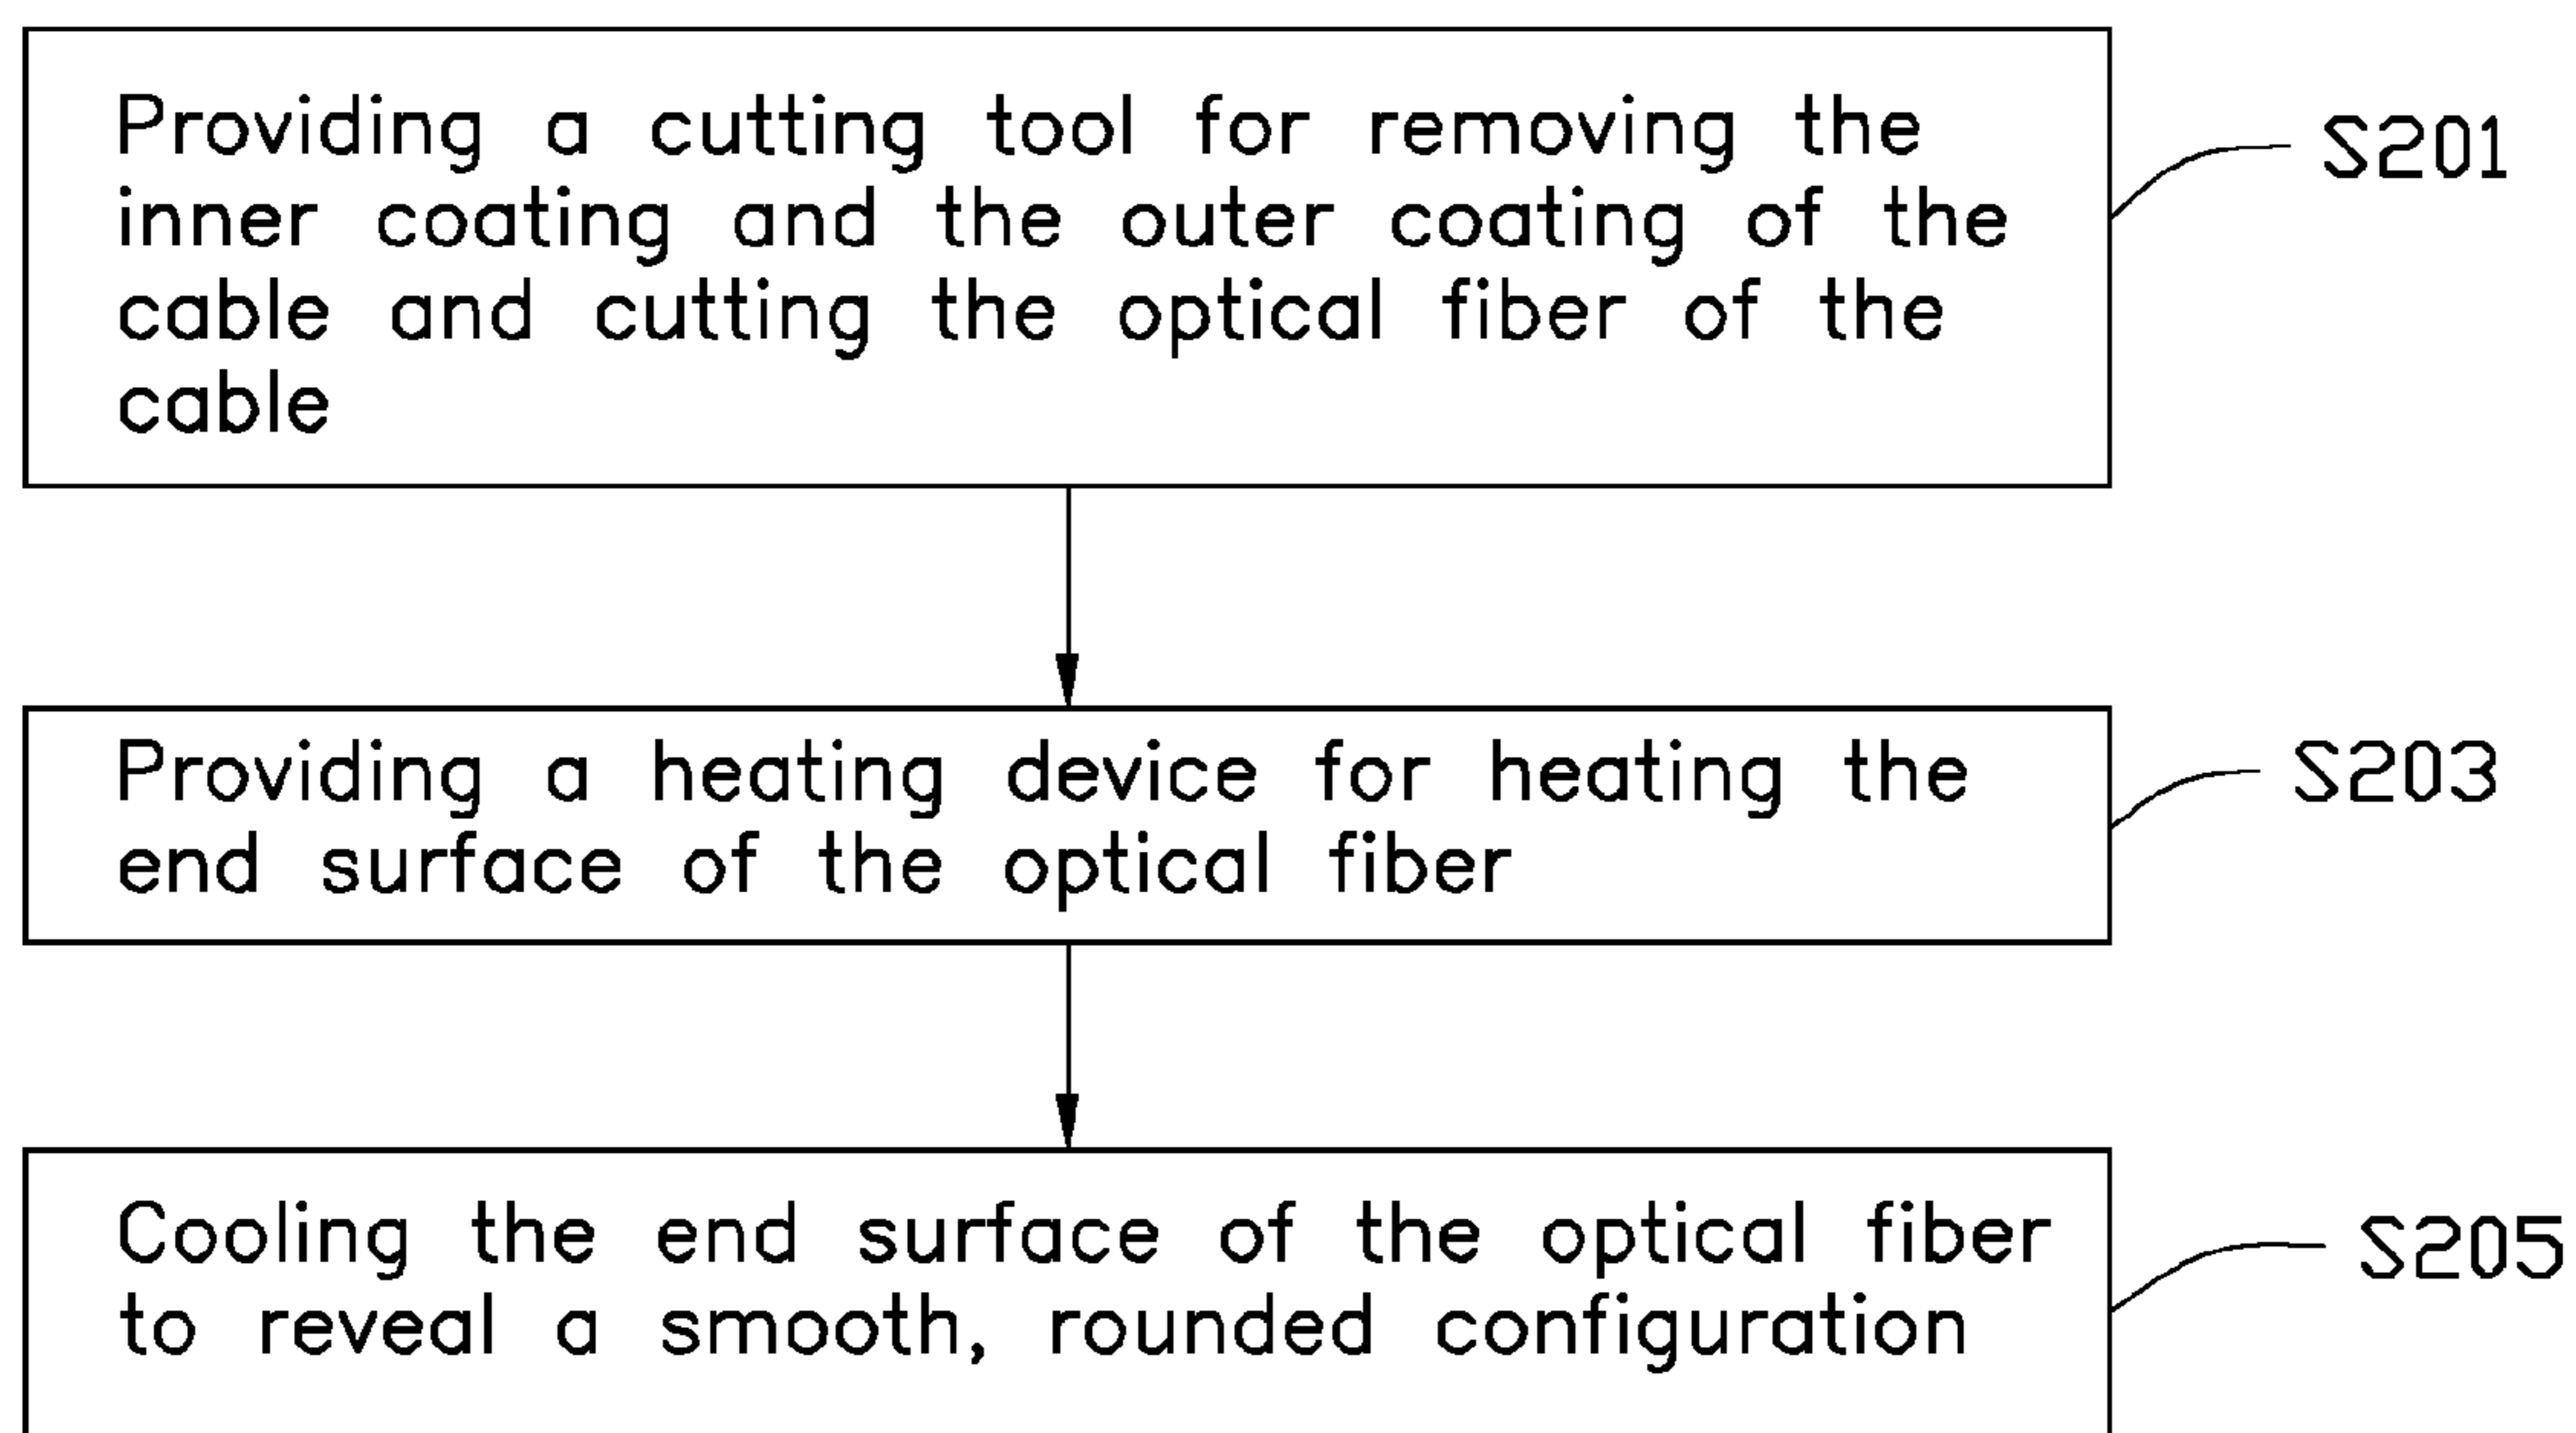 Providing a cutting tool for removing the
inner coating and the outer coating of the
cable and cutting the optical fiber of the
cable
S201
Providing a heating device for heating the
end surface of the optical fiber
S203
Cooling the end surface of the optical fiber
to reveal a smooth, rounded configuration
S205